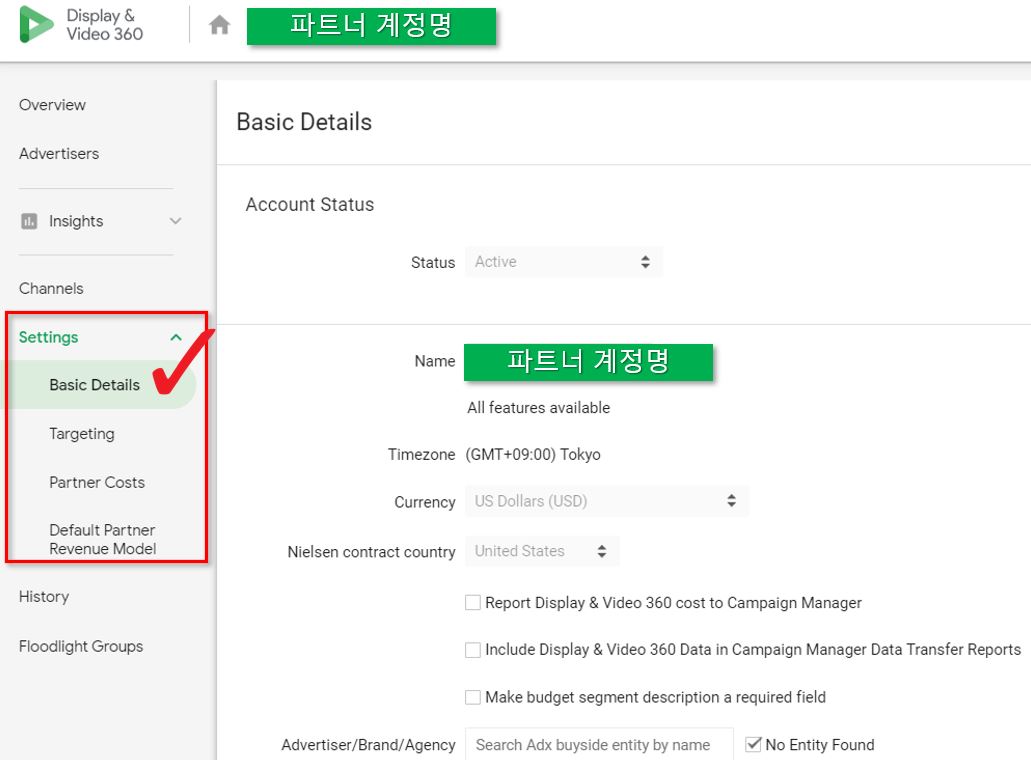 Display &
Video 360
파트너 계정명
Overview
Advertisers
Insights
Channels
Settings
Basic Details
Targeting
Partner Costs
Default Partner
Revenue Model
History
Floodlight Groups
Basic Details
Account Status
Status Active
Name 파트너 계정명
All features available
Timezone (GMT+09:00) Tokyo
Currency US Dollars (USD)
Nielsen contract country United States
Report Display & Video 360 cost to Campaign Manager
Include Display & Video 360 Data in Campaign Manager Data Transfer Reports
Make budget segment description a required field
Advertiser/Brand/Agency Search Adx buyside entity by name No Entity Found